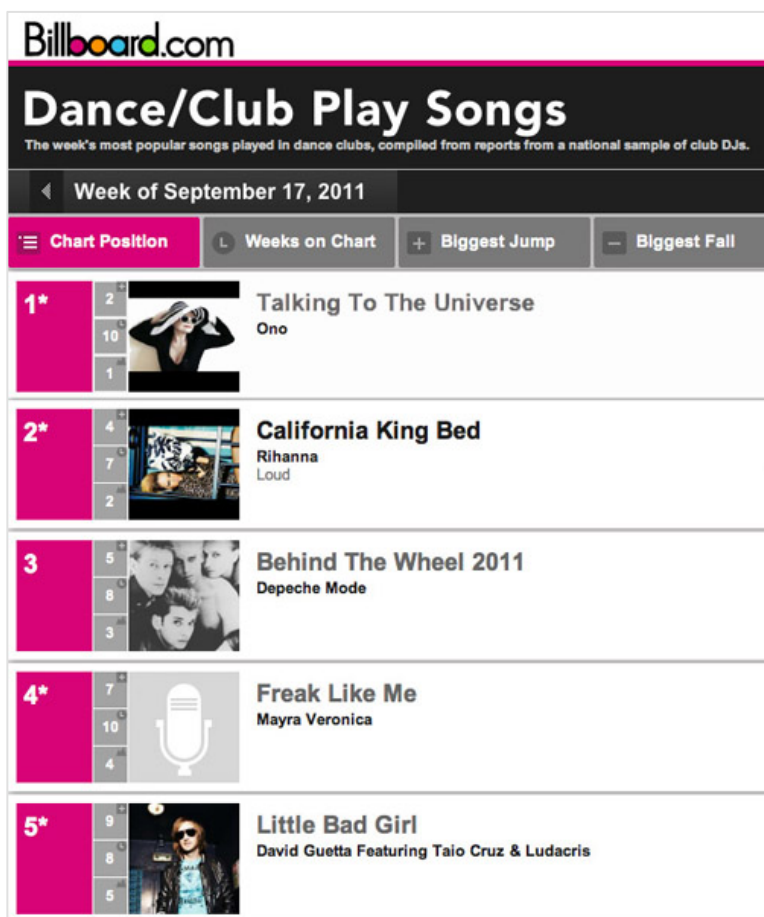 Billboard.com
Dance/Club Play Songs
The week's most popular songs played in dance clubs, compiled from reports from a national sample of club DJs.
Week of September 17, 2011
Chart Position
L Weeks on Chart
+ Biggest Jump
− Biggest Fall
1*
2
10
1
Talking To The Universe
Ono
2*
4
7
2
California King Bed
Rihanna
Loud
3
5
8
3
Behind The Wheel 2011
Depeche Mode
4*
7
10
4
Freak Like Me
Mayra Veronica
5*
9
8
5
Little Bad Girl
David Guetta Featuring Taio Cruz & Ludacris